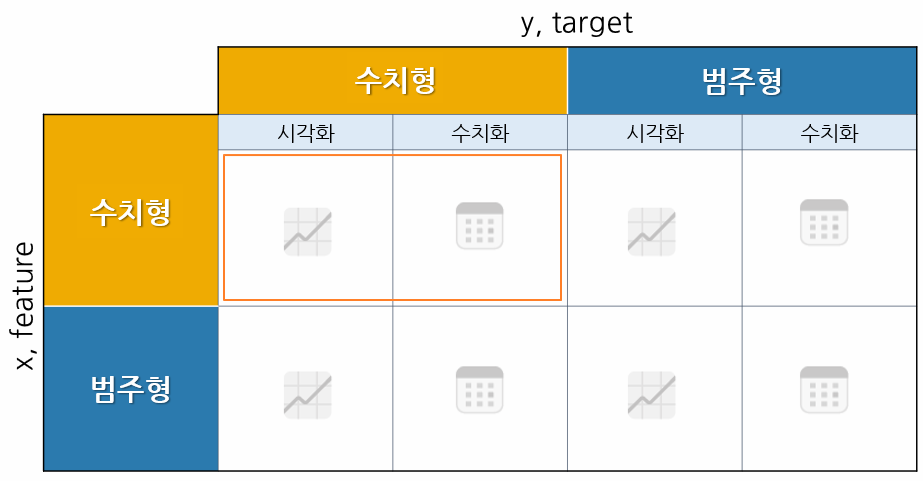 y, target
수치형
범주형
시각화
수치화
시각화
수치화
x, feature
수치형
범주형